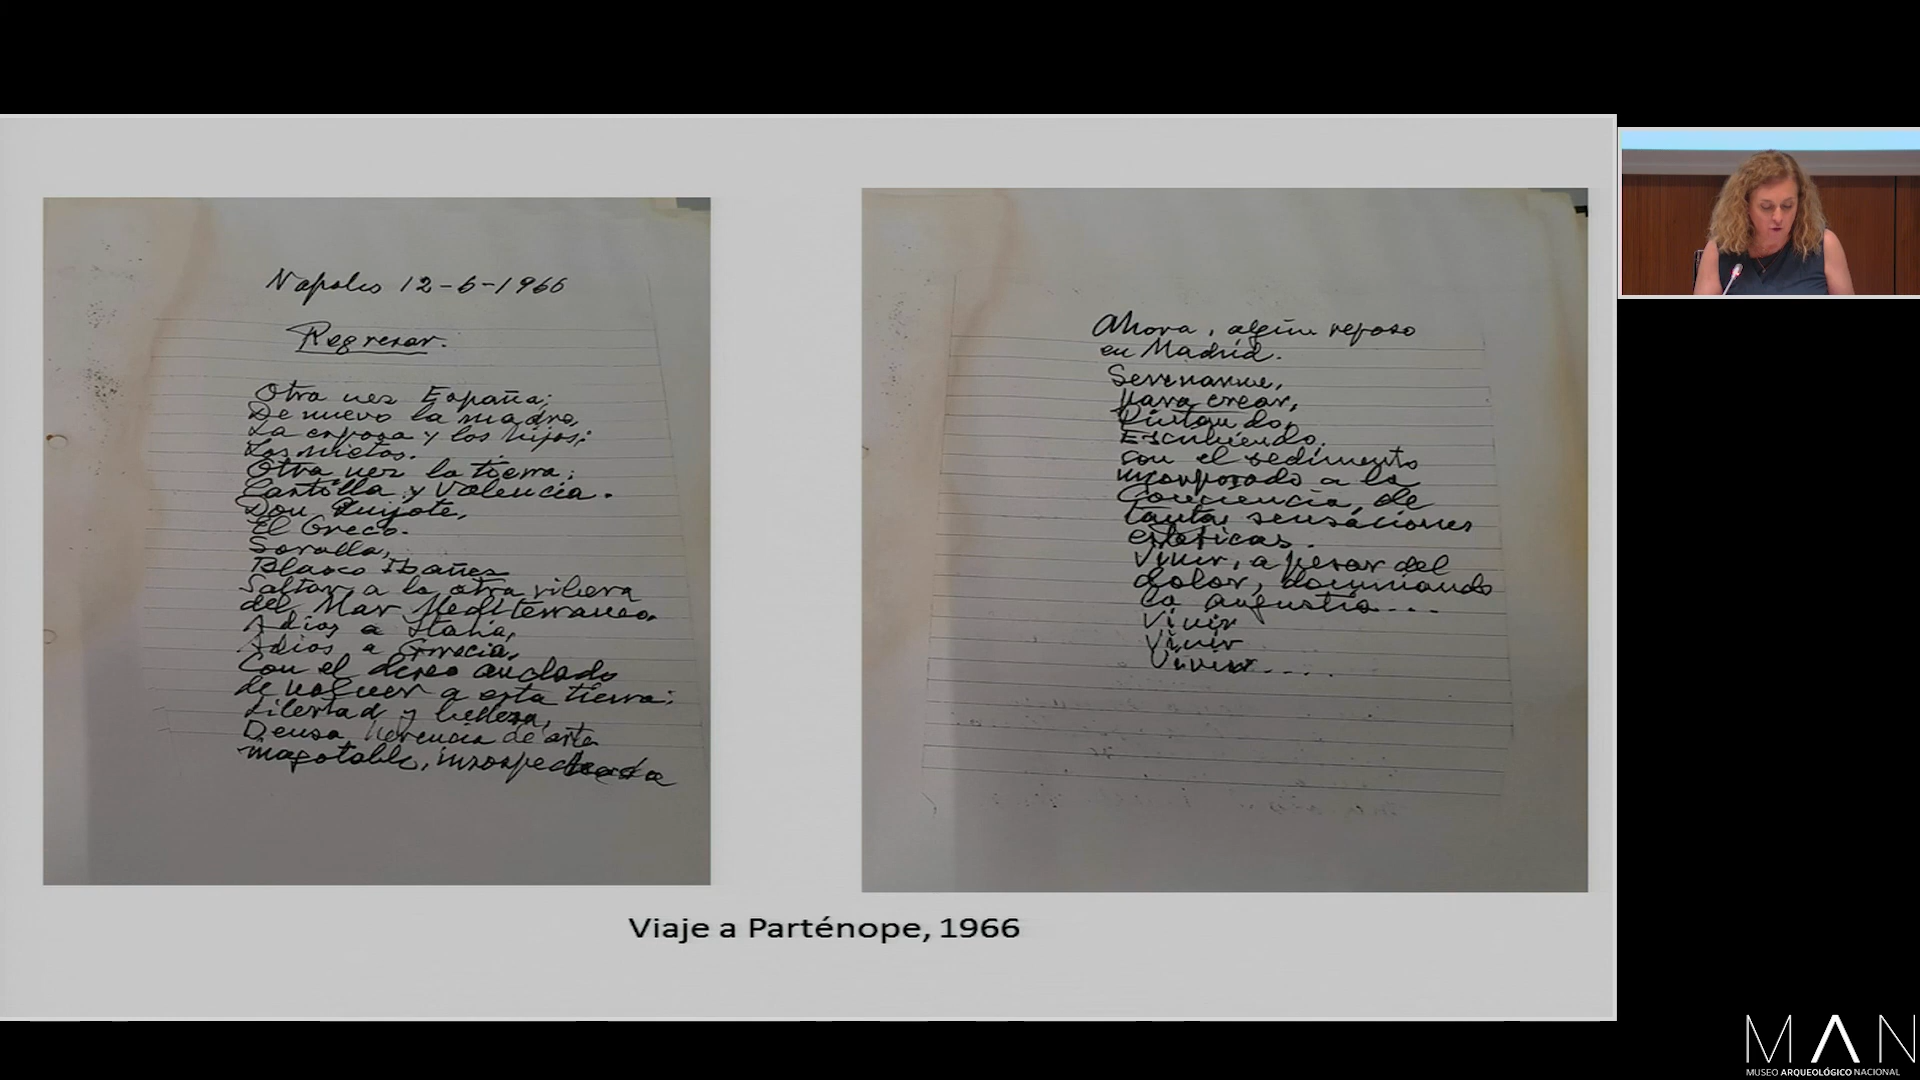 Napoles 12-6-1966
Regresar.
Otra vez España;
De nuevo la madre,
La esposa y los hijos;
Los nietos.
Otra vez la tierra;
Castilla y Valencia.
Don Quijote,
El Greco.
Sorolla,
Blasco Ibañez
Saltar a la otra ribera
del Mar Mediterraneo.
Adios a Italia,
Adios a Grecia,
Con el deseo anclado
de volver a esta tierra:
Libertad y belleza,
Densa herencia de arte
inagotable,
Ahora, algun reposo
en Madrid.
Serenarme,
Para crear,
Pintando,
Escribiendo.
con el sedimento
incorporado a la
Conciencia, de
tantas sensaciones
esteticas.
Vivir, a pesar del
dolor, dominando
la angustia....
Vivir
Vivir
Vivir....
Viaje a Parténope, 1966
MAN
MUSEO ARQUEOLÓGICO NACIONAL